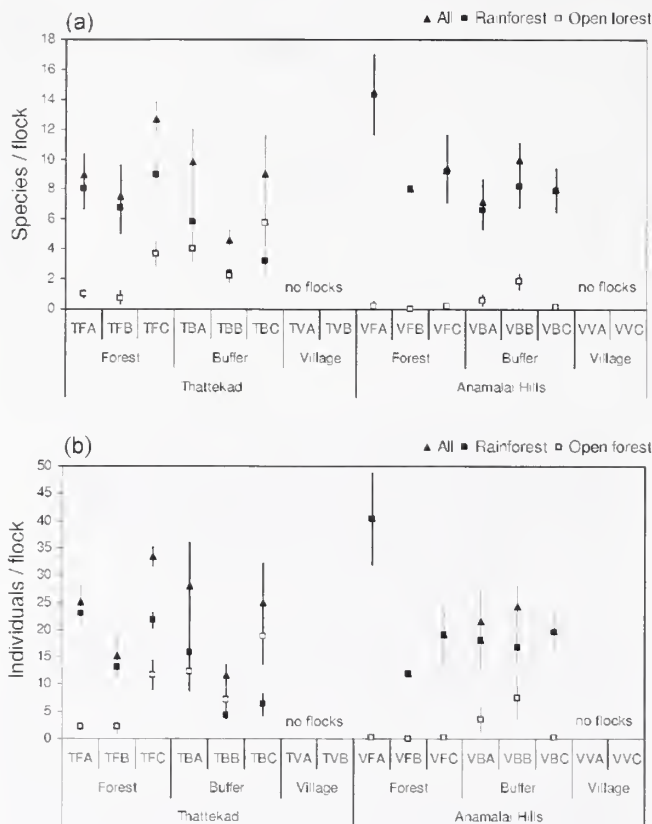 (a)
▲ All ■ Rainforest □ Open forest
Species / flock
18
16
14
12
10
8
6
4
2
0
no flocks no flocks
TFA TFB TFC TBA TBB TBC TVA TVB VFA VFB VFC VBA VBB VBC VVA VVC
Forest Buffer Village Forest Buffer Village
Thattekad Anamalai Hills
(b)
▲ All ■ Rainforest □ Open forest
Individuals / flock
50
45
40
35
30
25
20
15
10
5
0
no flocks no flocks
TFA TFB TFC TBA TBB TBC TVA TVB VFA VFB VFC VBA VBB VBC VVA VVC
Forest Buffer Village Forest Buffer Village
Thattekad Anamalai Hills